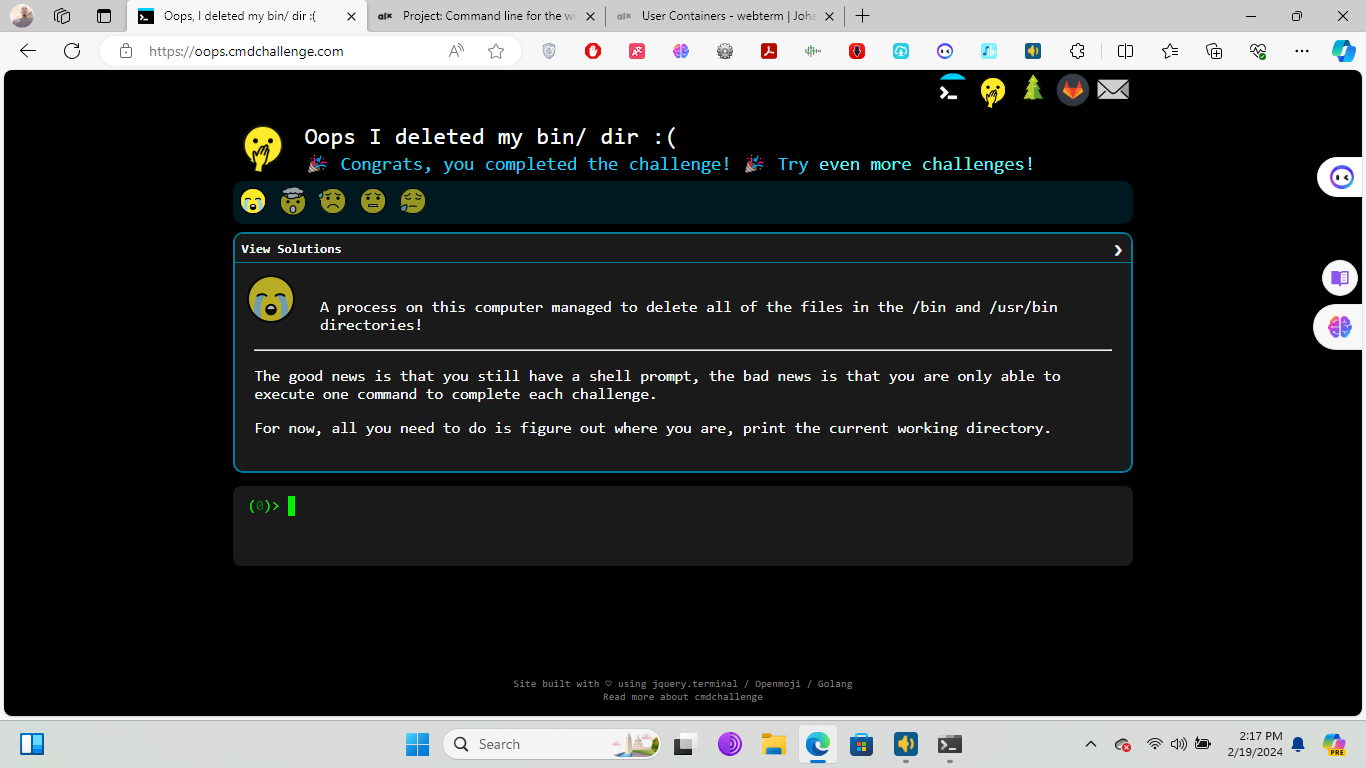 Oops, I deleted my bin/ dir :(
Project: Command line for the wi
User Containers - webterm | Joha
https://oops.cmdchallenge.com
Oops I deleted my bin/ dir :(
🎉 Congrats, you completed the challenge! 🎉 Try even more challenges!
View Solutions
A process on this computer managed to delete all of the files in the /bin and /usr/bin
directories!
The good news is that you still have a shell prompt, the bad news is that you are only able to
execute one command to complete each challenge.
For now, all you need to do is figure out where you are, print the current working directory.
(0)>
Site built with ♡ using jquery.terminal / Openmoji / Golang
Read more about cmdchallenge
Search
2:17 PM
2/19/2024
PRE